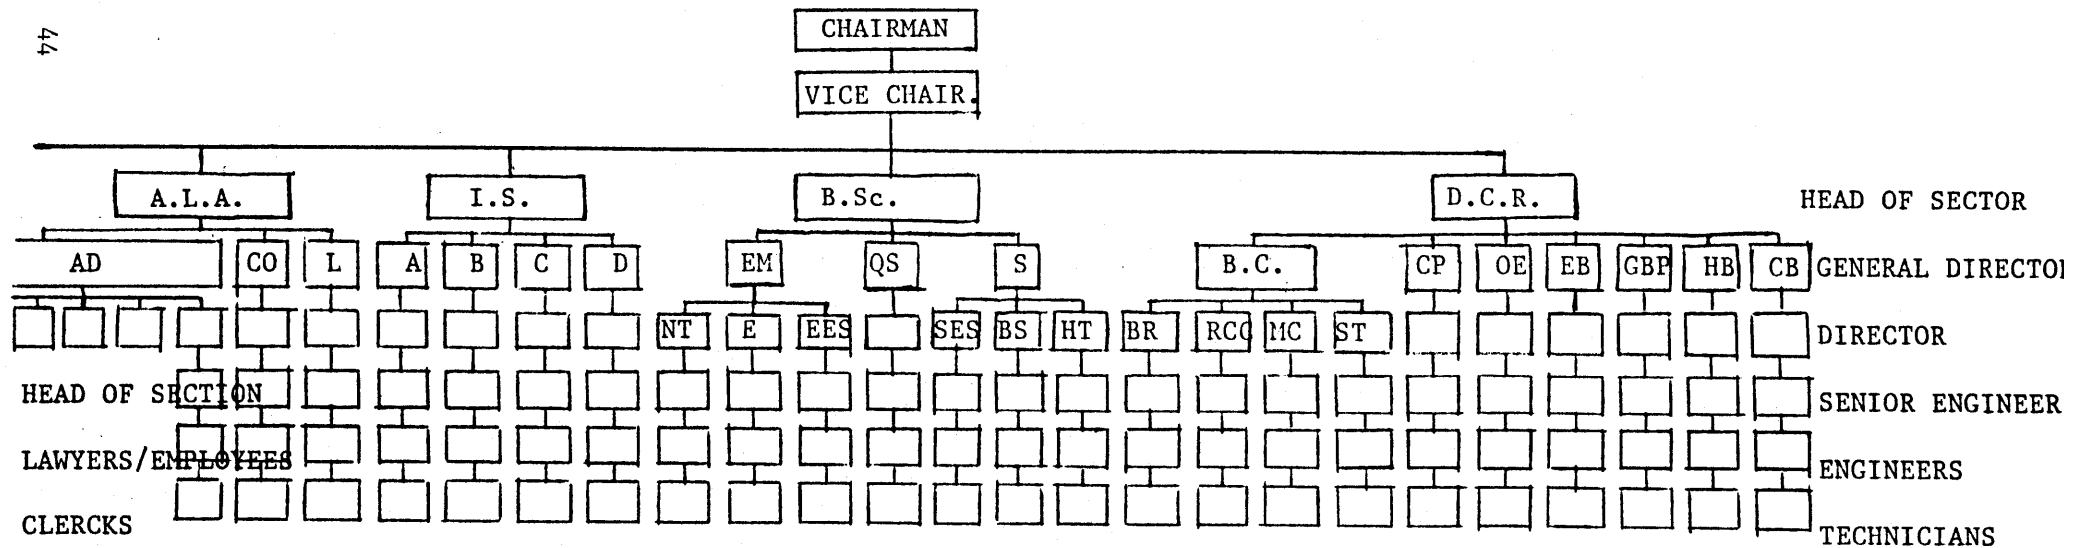 44
CHAIRMAN
VICE CHAIR.
A.L.A. I.S. B.Sc. D.C.R. HEAD OF SECTOR
AD CO L A B C D EM QS S B.C. CP OE EB GBP HB CB GENERAL DIRECTOR
NT E EES SES BS HT BR RCC MC ST DIRECTOR
HEAD OF SECTION SENIOR ENGINEER
LAWYERS/EMPLOYEES ENGINEERS
CLERCKS TECHNICIANS